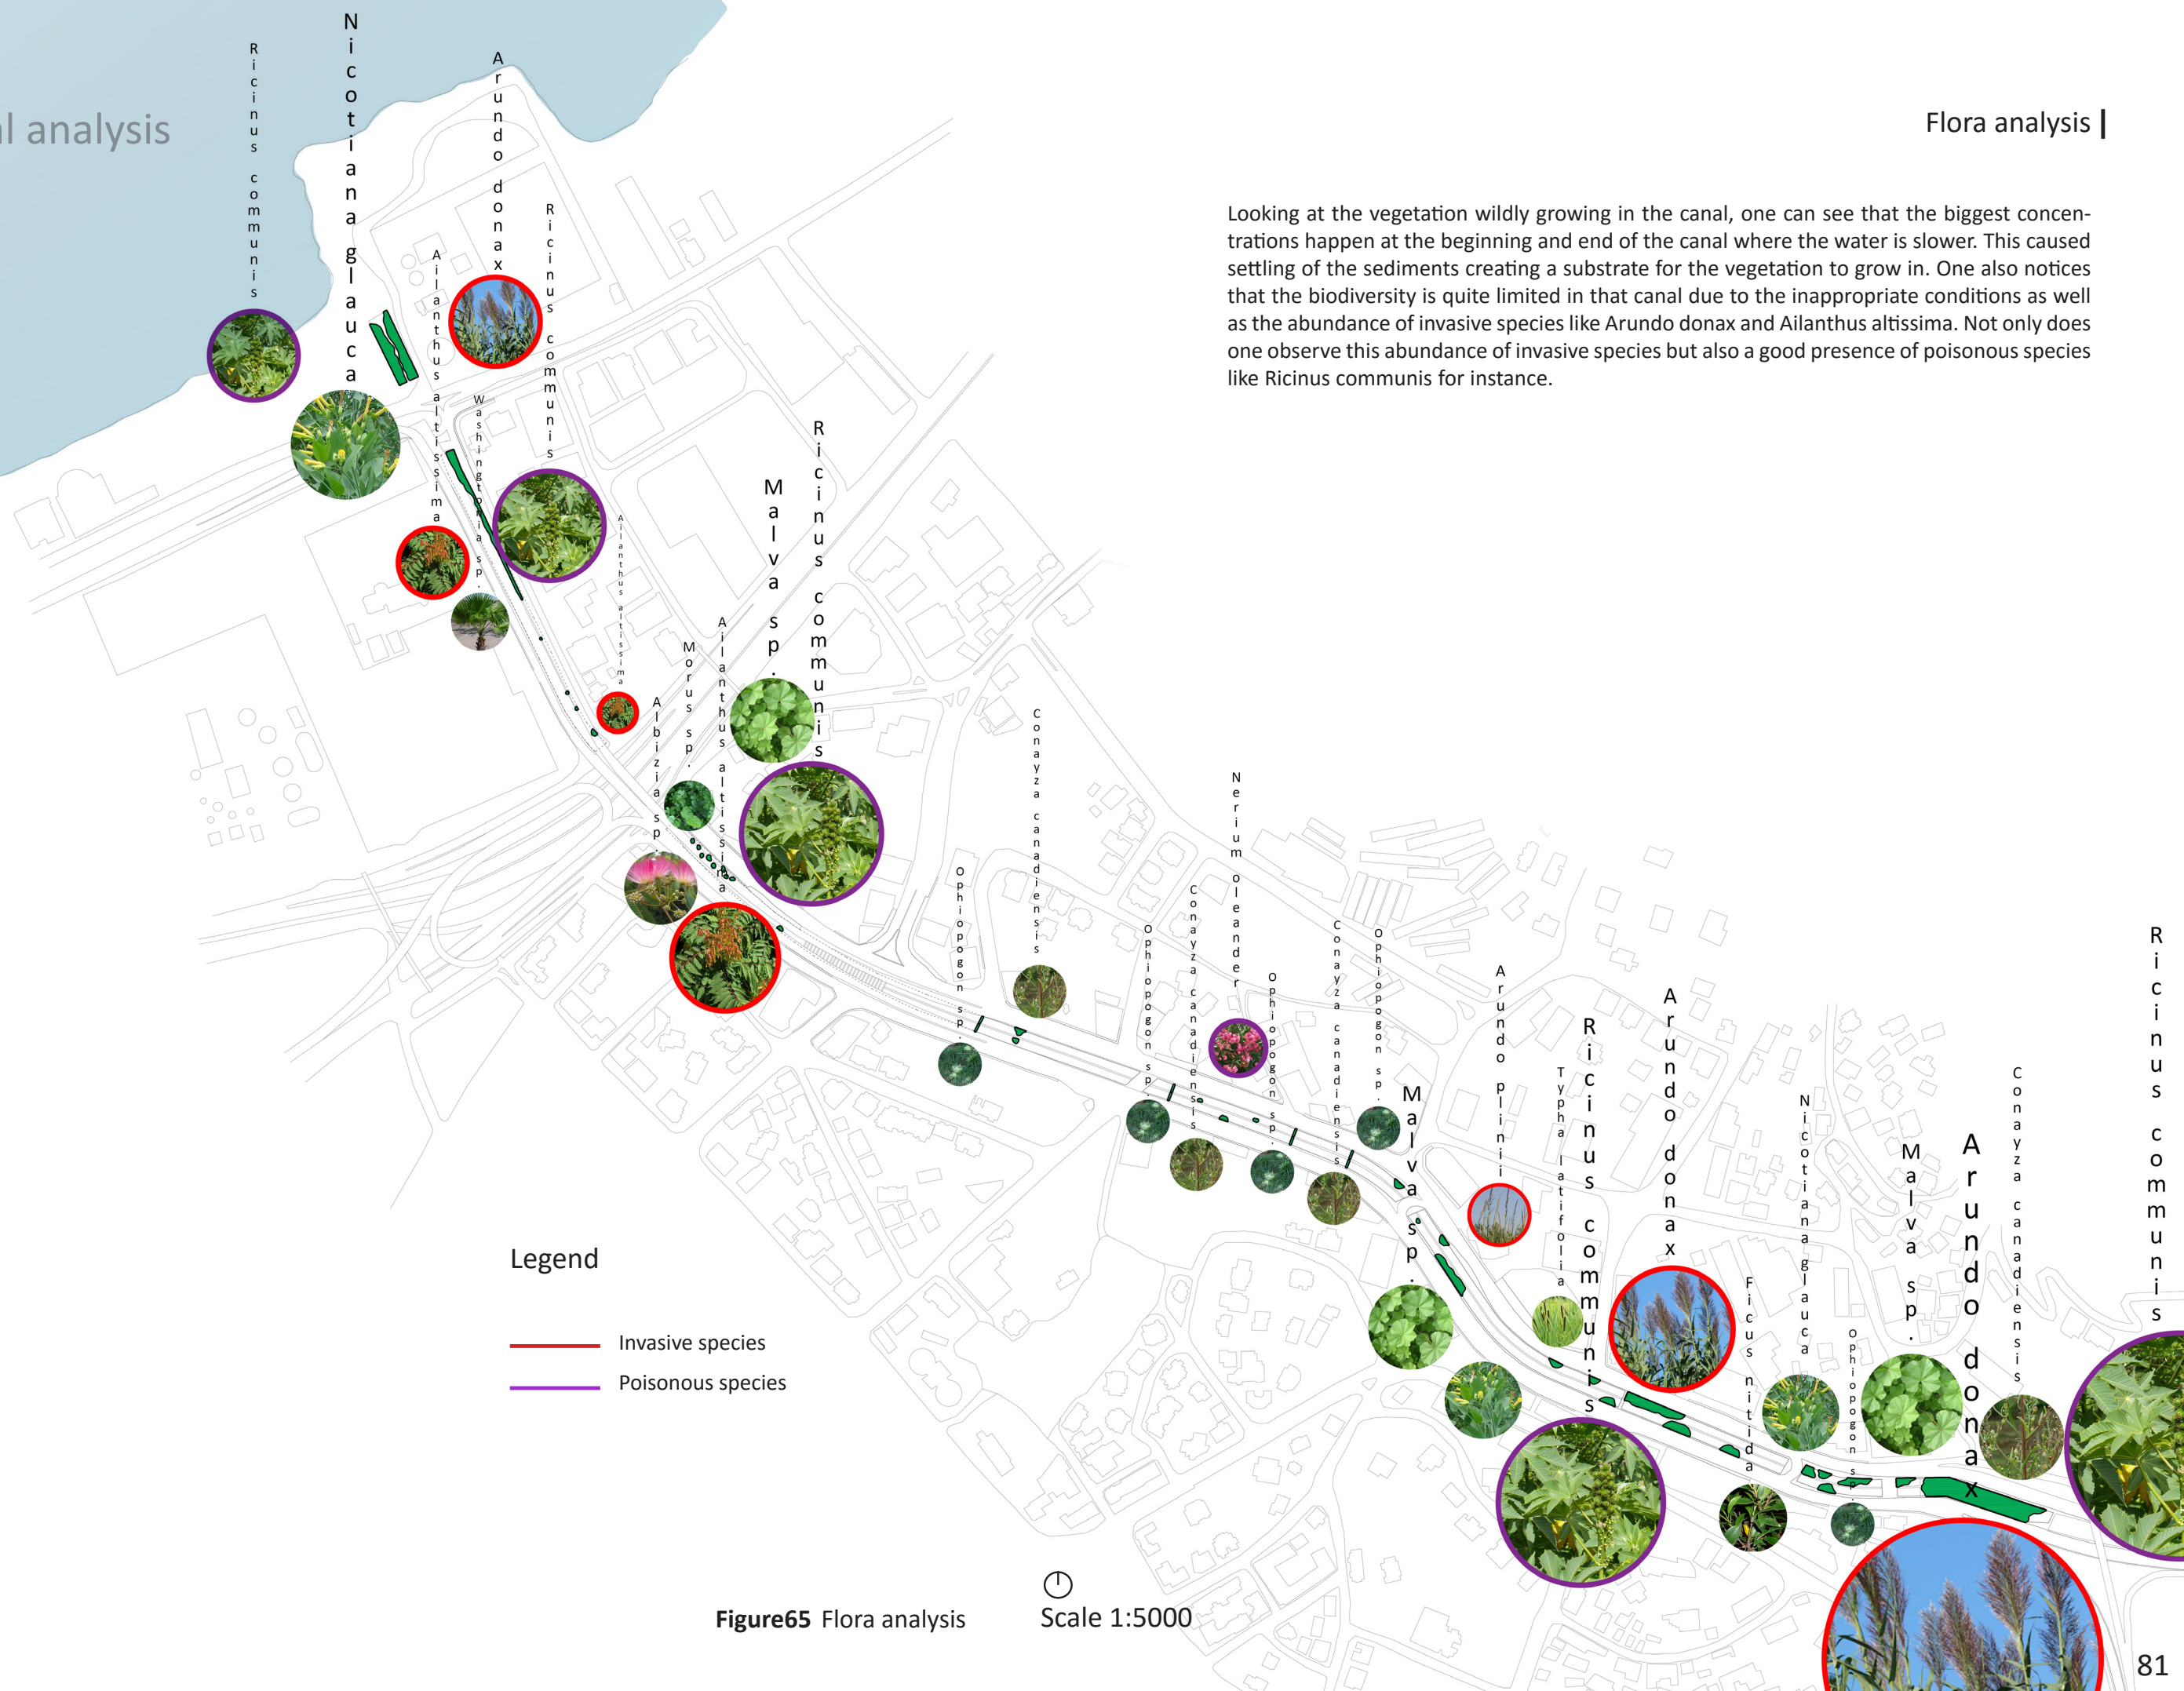 l analysis
Flora analysis |
Looking at the vegetation wildly growing in the canal, one can see that the biggest concen-
trations happen at the beginning and end of the canal where the water is slower. This caused
settling of the sediments creating a substrate for the vegetation to grow in. One also notices
that the biodiversity is quite limited in that canal due to the inappropriate conditions as well
as the abundance of invasive species like Arundo donax and Ailanthus altissima. Not only does
one observe this abundance of invasive species but also a good presence of poisonous species
like Ricinus communis for instance.
Ricinus communis
Nicotiana glauca
Ailanthus altissima
Washingtonia sp.
Arundo donax
Ricinus communis
Ailanthus altissima
Albizia sp.
Morus sp.
Ailanthus altissima
Malva sp.
Ricinus communis
Ophiopogon sp.
Conayza canadiensis
Ophiopogon sp.
Conayza canadiensis
Nerium oleander
Ophiopogon sp.
Conayza canadiensis
Ophiopogon sp.
Malva sp.
Arundo plinii
Typha latifolia
Ricinus communis
Arundo donax
Ficus nitida
Nicotiana glauca
Ophiopogon sp.
Malva sp.
Arundo donax
Conayza canadiensis
Ricinus communis
Legend
Invasive species
Poisonous species
Figure65 Flora analysis
Scale 1:5000
81